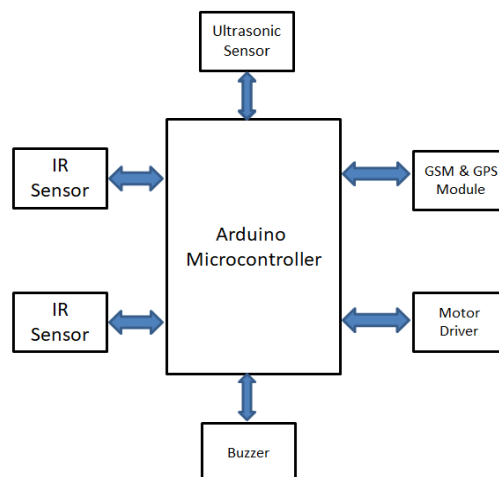 Ultrasonic
Sensor
IR
Sensor
GSM & GPS
Module
Arduino
Microcontroller
IR
Sensor
Motor
Driver
Buzzer